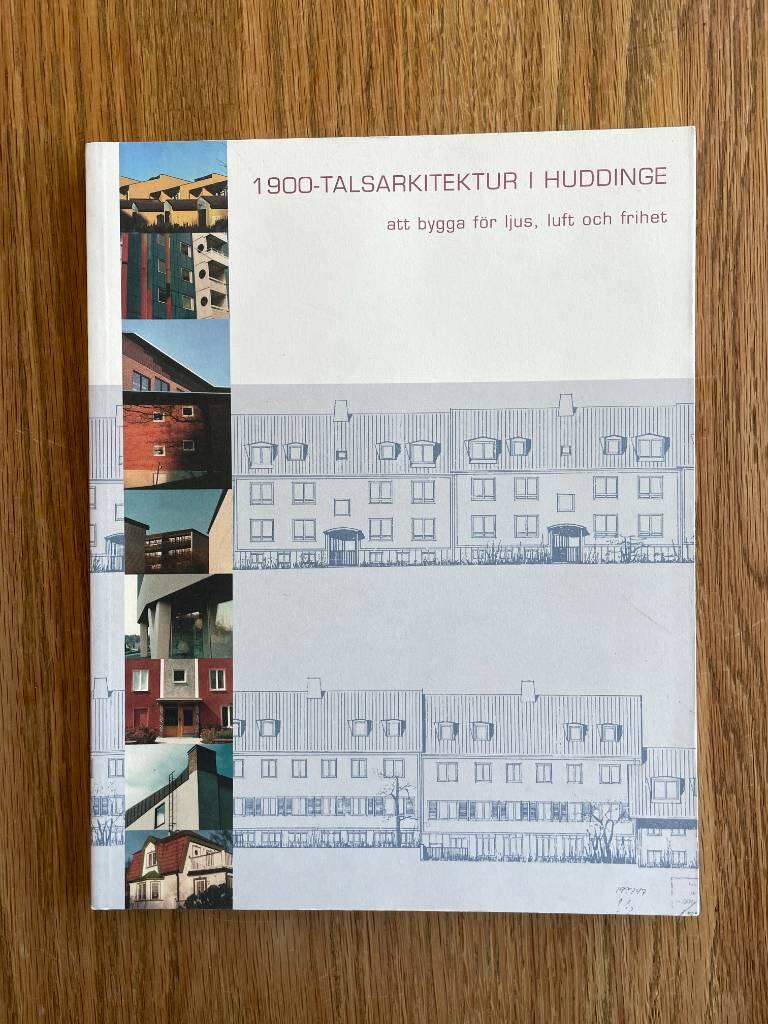 1900-TALSARKITEKTUR I HUDDINGE
att bygga för ljus, luft och frihet